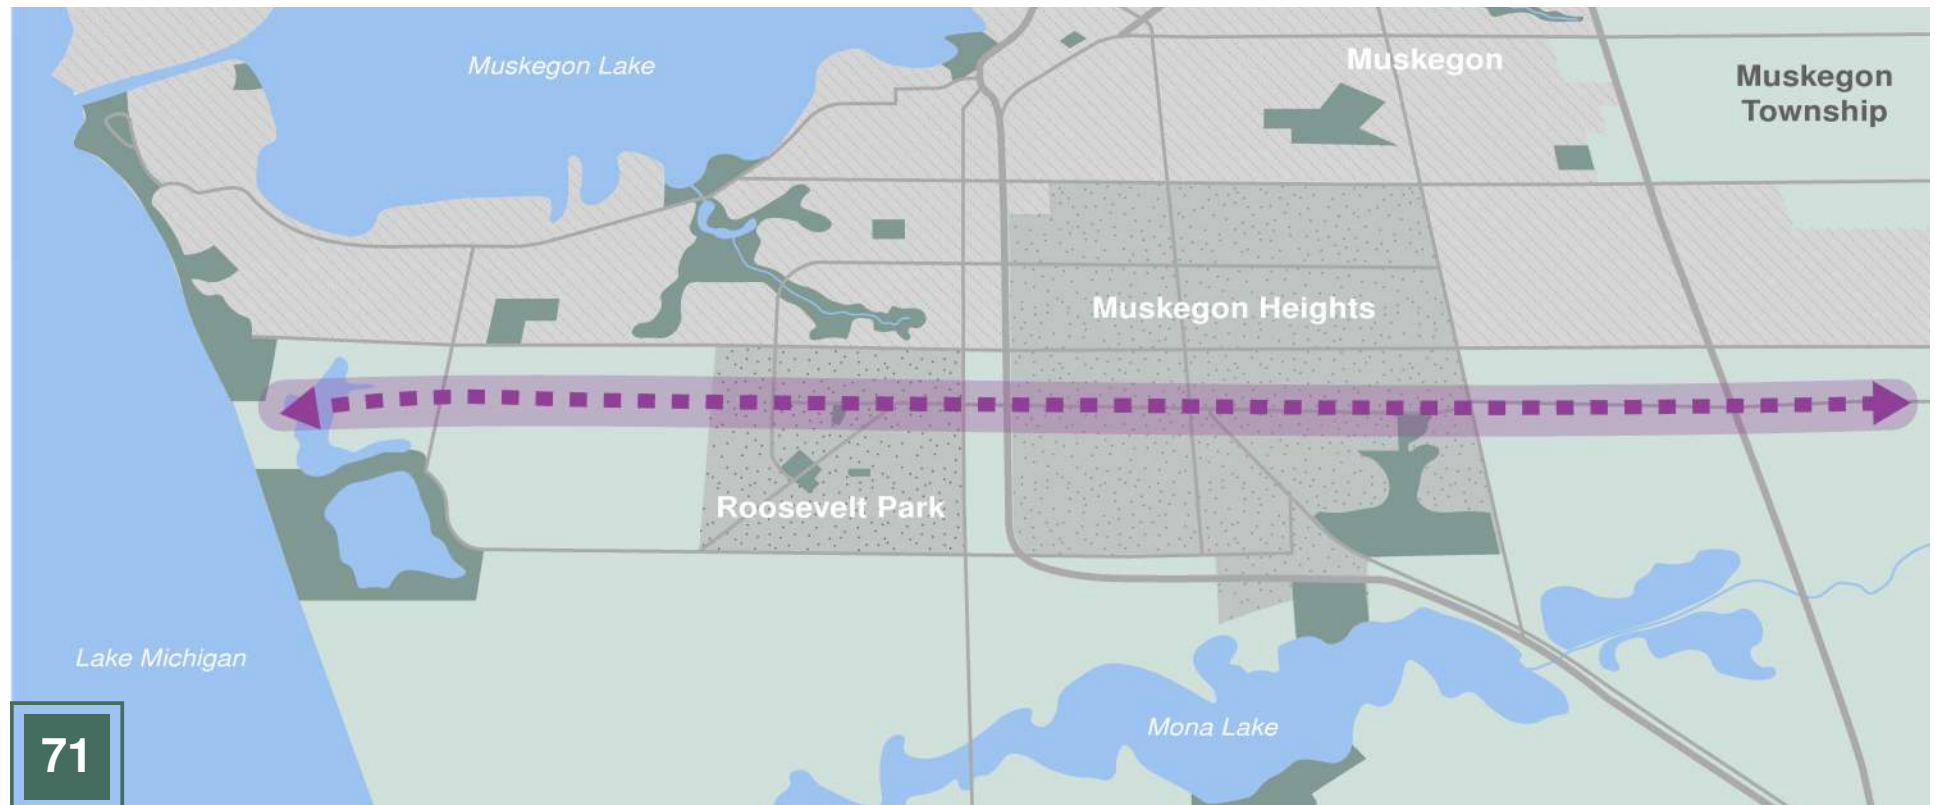 Muskegon Lake
Muskegon
Muskegon
Township
Muskegon Heights
Roosevelt Park
Lake Michigan
Mona Lake
71